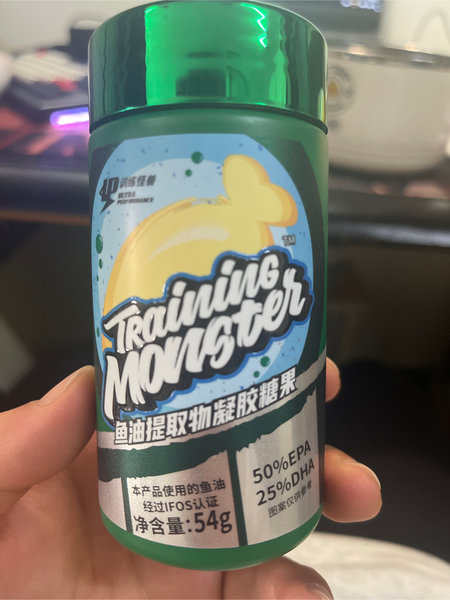 UP 训练怪兽
ULTRA
PERFORMANCE
TM
Training
Monster
鱼油提取物凝胶糖果
本产品使用的鱼油
经过IFOS认证
净含量:54g
50%EPA
25%DHA
图案仅供参考